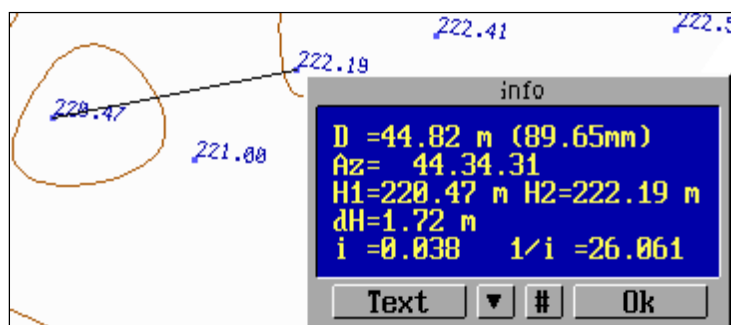 222.41
222.5
222.19
220.47
221.00
info
D =44.82 m (89.65mm)
Az=  44.34.31
H1=220.47 m H2=222.19 m
dH=1.72 m
i =0.038   1/i =26.061
Text ▼ # Ok